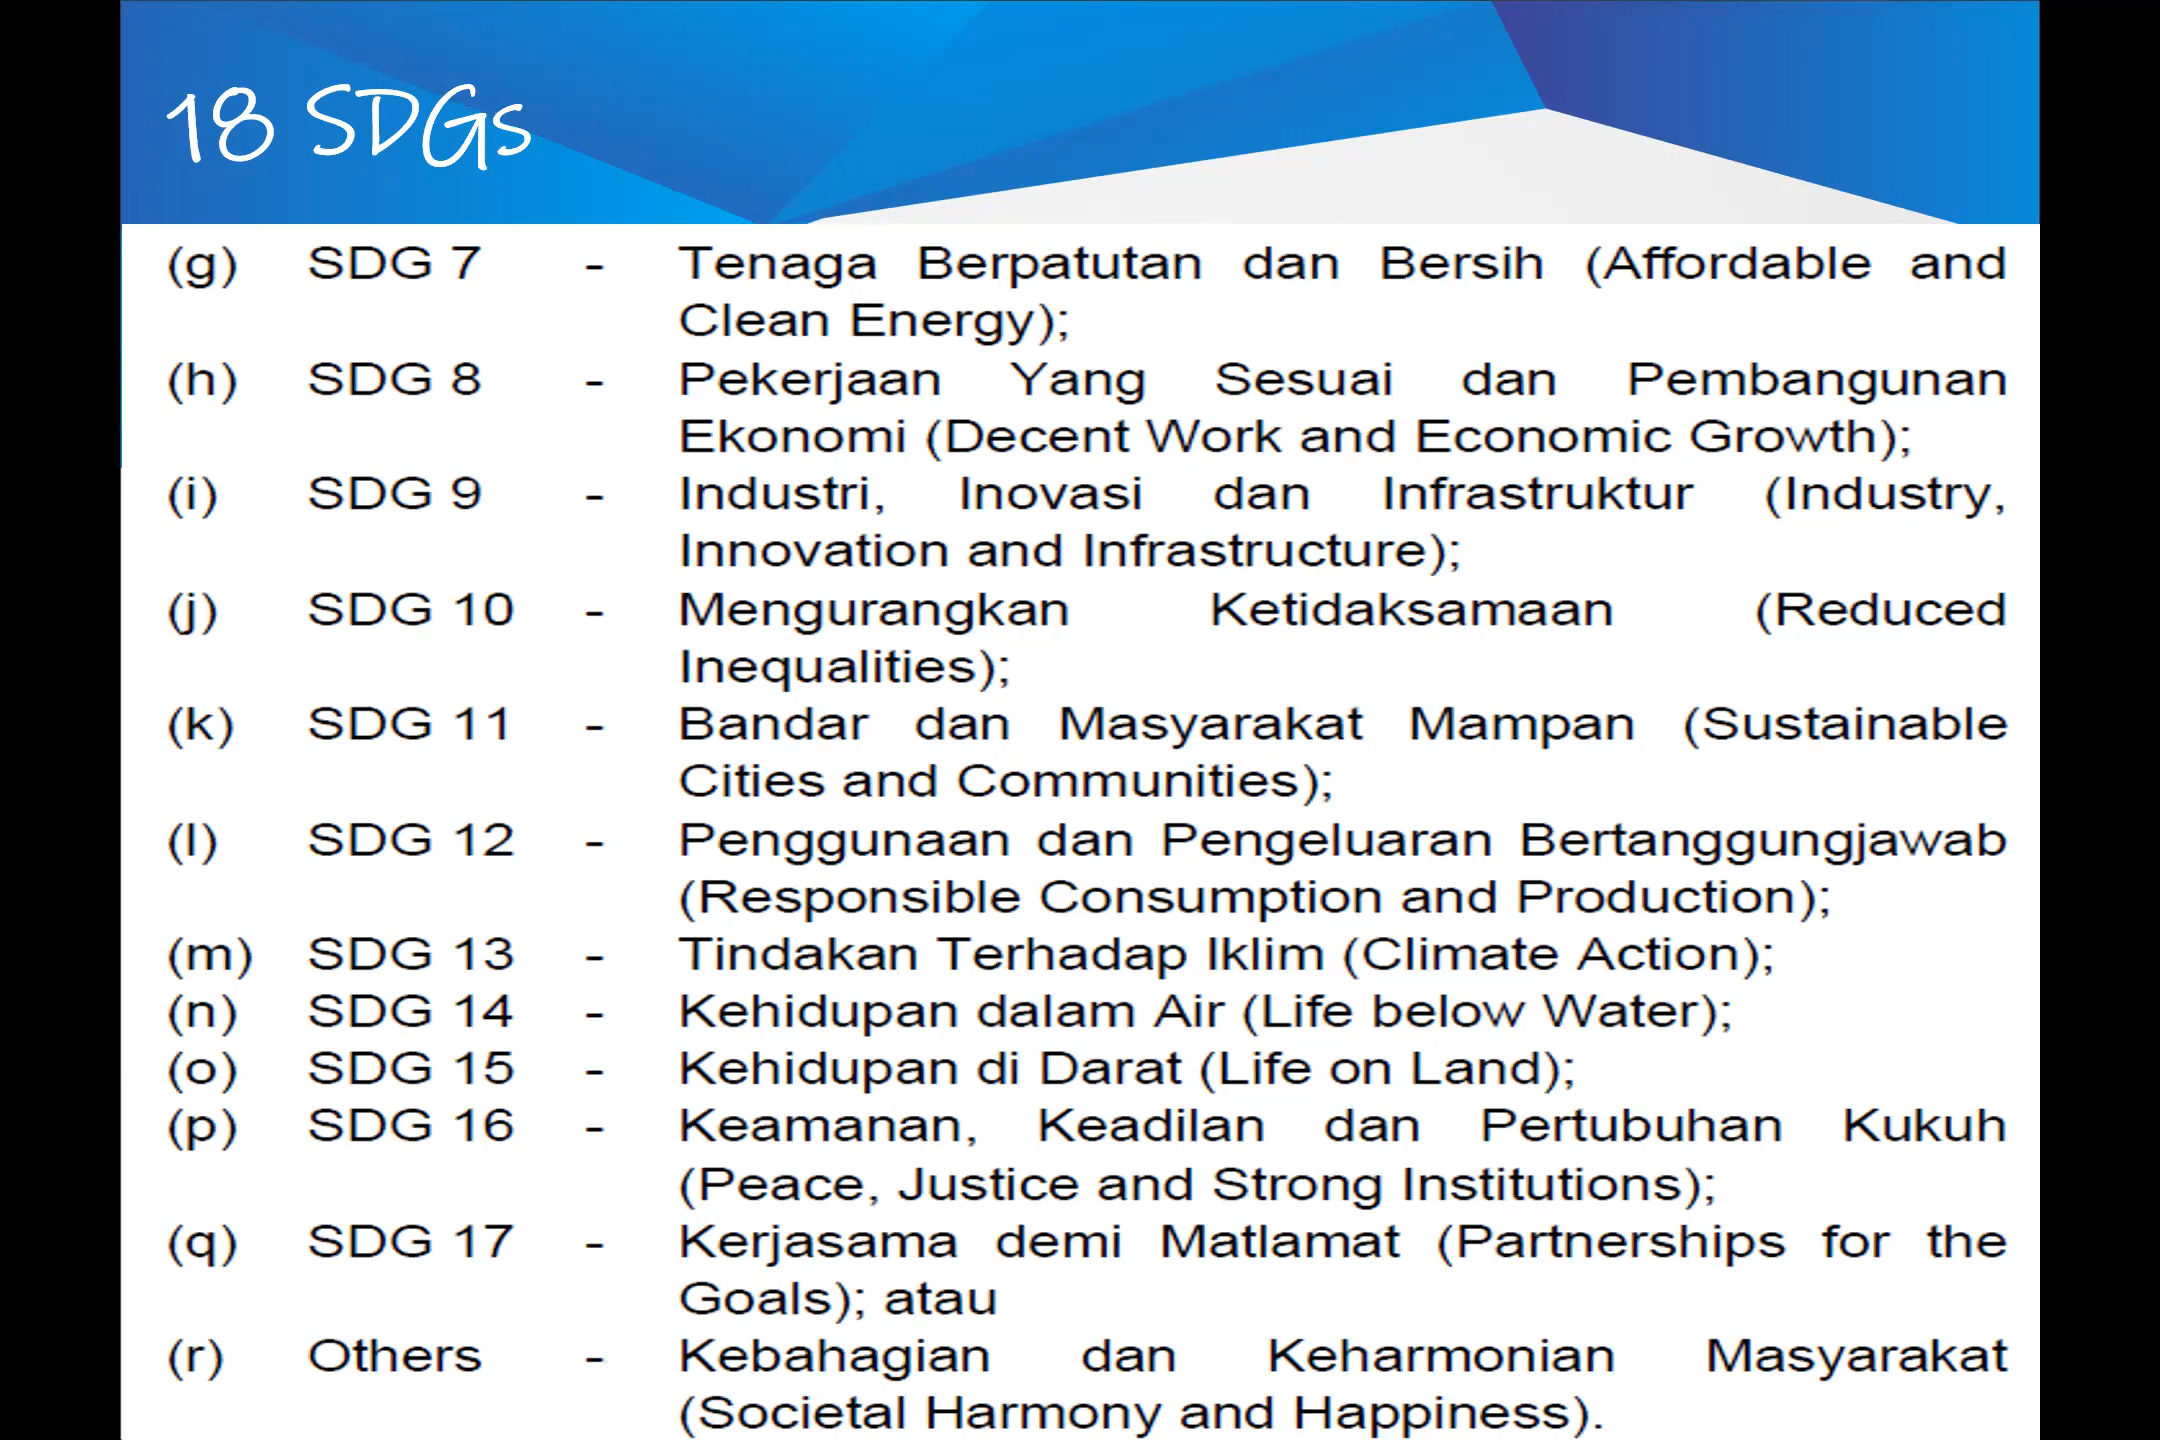 18 SDGs
(g) SDG 7 - Tenaga Berpatutan dan Bersih (Affordable and
Clean Energy);
(h) SDG 8 - Pekerjaan Yang Sesuai dan Pembangunan
Ekonomi (Decent Work and Economic Growth);
(i) SDG 9 - Industri, Inovasi dan Infrastruktur (Industry,
Innovation and Infrastructure);
(j) SDG 10 - Mengurangkan Ketidaksamaan (Reduced
Inequalities);
(k) SDG 11 - Bandar dan Masyarakat Mampan (Sustainable
Cities and Communities);
(l) SDG 12 - Penggunaan dan Pengeluaran Bertanggungjawab
(Responsible Consumption and Production);
(m) SDG 13 - Tindakan Terhadap Iklim (Climate Action);
(n) SDG 14 - Kehidupan dalam Air (Life below Water);
(o) SDG 15 - Kehidupan di Darat (Life on Land);
(p) SDG 16 - Keamanan, Keadilan dan Pertubuhan Kukuh
(Peace, Justice and Strong Institutions);
(q) SDG 17 - Kerjasama demi Matlamat (Partnerships for the
Goals); atau
(r) Others - Kebahagian dan Keharmonian Masyarakat
(Societal Harmony and Happiness).